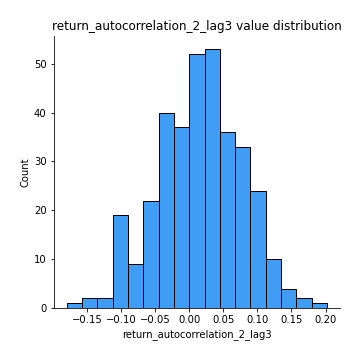 return_autocorrelation_2_lag3 value distribution
50
40
30
20
10
0
Count
−0.15 −0.10 −0.05 0.00 0.05 0.10 0.15 0.20
return_autocorrelation_2_lag3